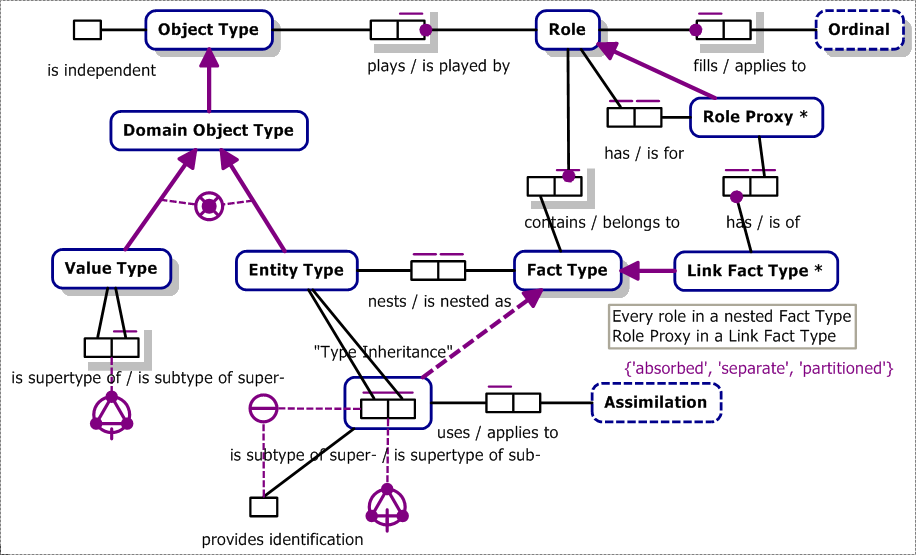 Object Type
Role
Ordinal
is independent
plays / is played by
fills / applies to
Domain Object Type
Role Proxy *
has / is for
contains / belongs to
has / is of
Value Type
Entity Type
Fact Type
Link Fact Type *
nests / is nested as
Every role in a nested Fact Type
Role Proxy in a Link Fact Type
"Type Inheritance"
{'absorbed', 'separate', 'partitioned'}
is supertype of / is subtype of super-
Assimilation
uses / applies to
is subtype of super- / is supertype of sub-
provides identification